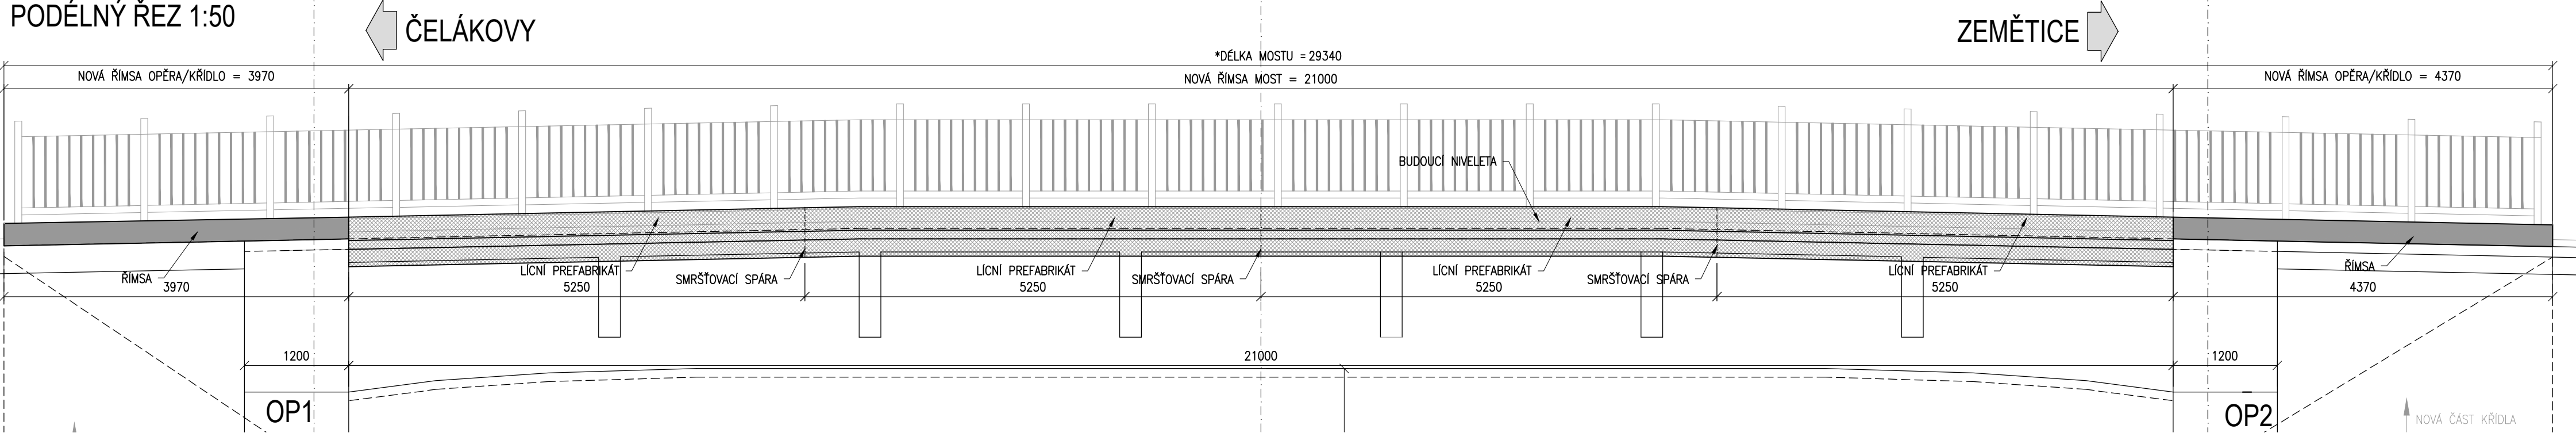 PODÉLNÝ ŘEZ 1:50
ČELÁKOVY
ZEMĚTICE
*DÉLKA MOSTU = 29340
NOVÁ ŘÍMSA OPĚRA/KŘÍDLO = 3970
NOVÁ ŘÍMSA MOST = 21000
NOVÁ ŘÍMSA OPĚRA/KŘÍDLO = 4370
BUDOUCÍ NIVELETA
ŘÍMSA
LÍCNÍ PREFABRIKÁT
SMRŠŤOVACÍ SPÁRA
LÍCNÍ PREFABRIKÁT
SMRŠŤOVACÍ SPÁRA
LÍCNÍ PREFABRIKÁT
SMRŠŤOVACÍ SPÁRA
LÍCNÍ PREFABRIKÁT
ŘÍMSA
3970
5250
5250
5250
5250
4370
1200
21000
1200
OP1
OP2
NOVÁ ČÁST KŘÍDLA